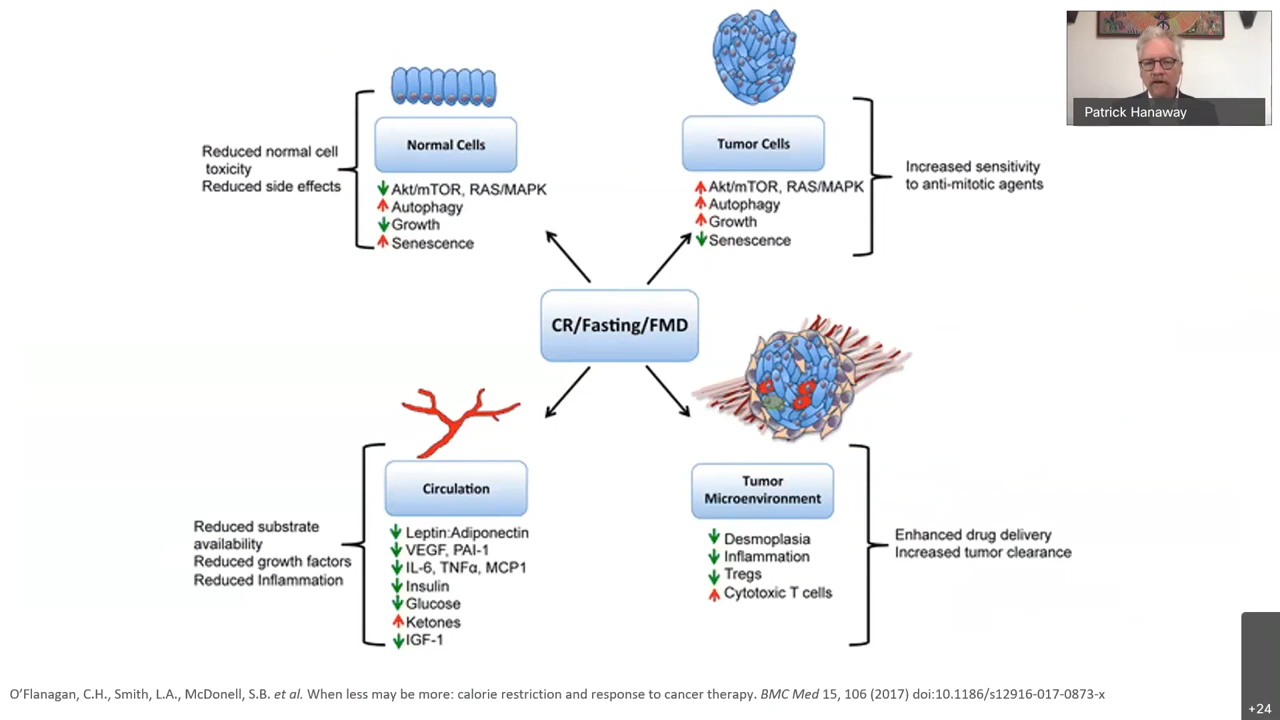 Patrick Hanaway
Normal Cells
Reduced normal cell
toxicity
Reduced side effects
Akt/mTOR, RAS/MAPK
Autophagy
Growth
Senescence
Tumor Cells
Akt/mTOR, RAS/MAPK
Autophagy
Growth
Senescence
Increased sensitivity
to anti-mitotic agents
CR/Fasting/FMD
Circulation
Reduced substrate
availability
Reduced growth factors
Reduced Inflammation
Leptin:Adiponectin
VEGF, PAI-1
IL-6, TNFα, MCP1
Insulin
Glucose
Ketones
IGF-1
Tumor
Microenvironment
Desmoplasia
Inflammation
Tregs
Cytotoxic T cells
Enhanced drug delivery
Increased tumor clearance
O'Flanagan, C.H., Smith, L.A., McDonell, S.B. et al. When less may be more: calorie restriction and response to cancer therapy. BMC Med 15, 106 (2017) doi:10.1186/s12916-017-0873-x
+24